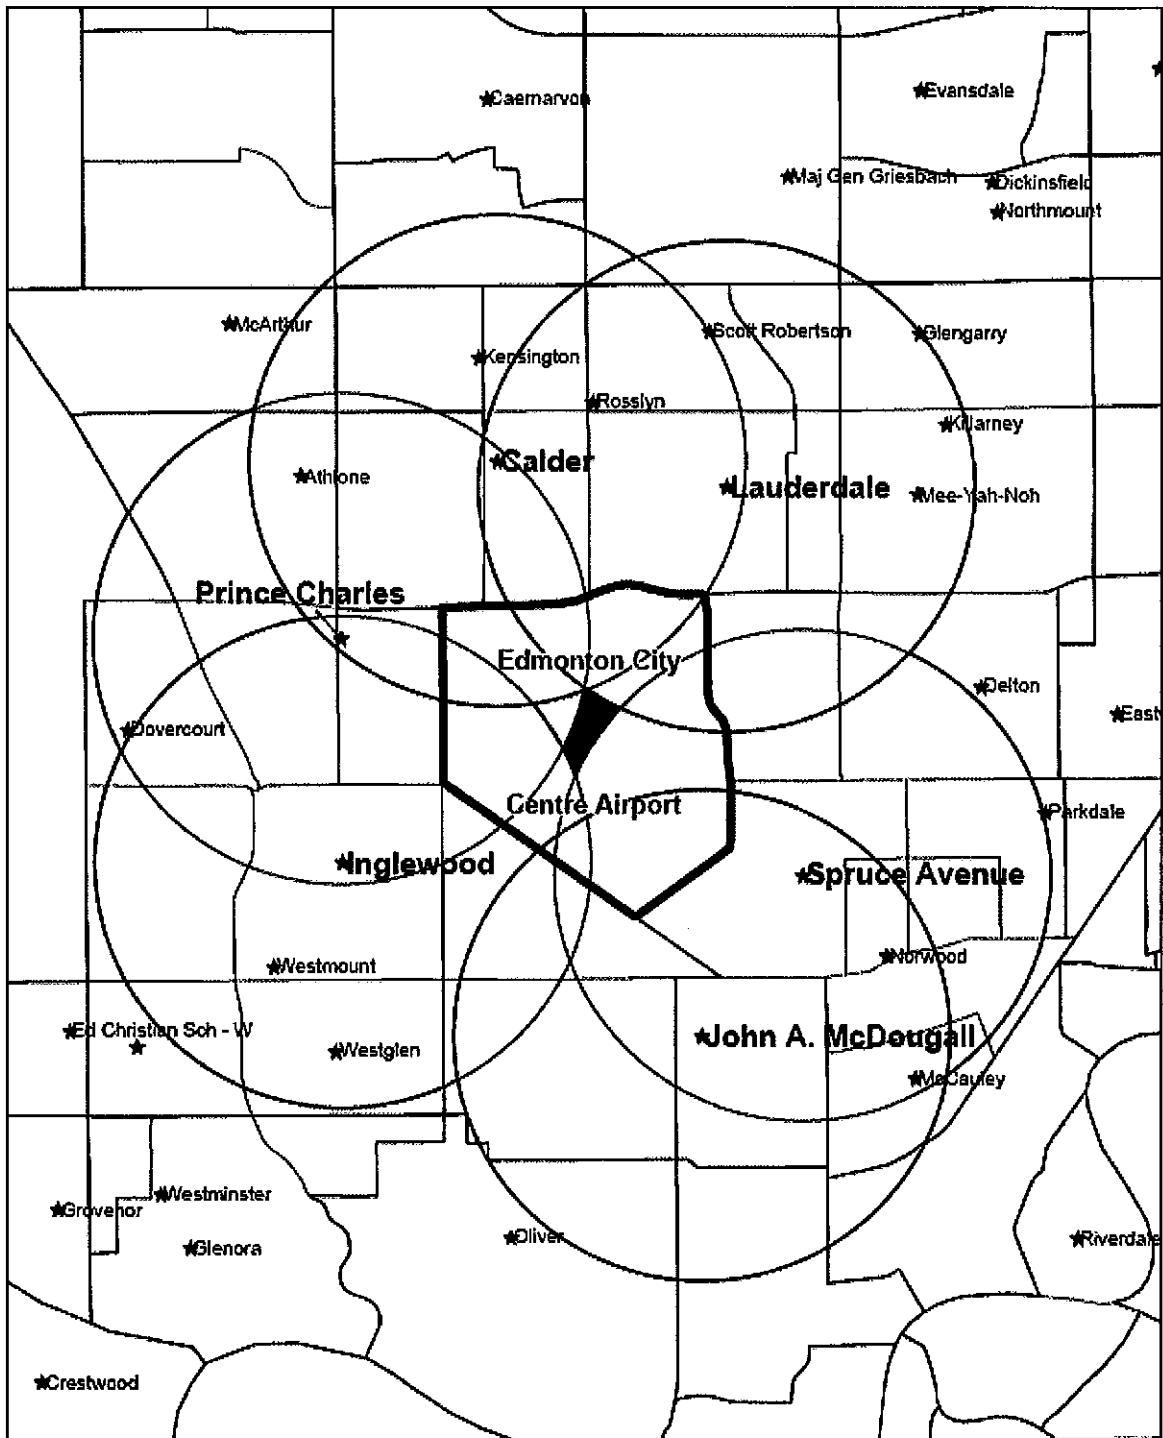 Caernarvon
Evansdale
Maj Gen Griesbach
Dickinsfield
Northmount
McArthur
Scott Robertson
Glengarry
Kensington
Rosslyn
Killarney
Calder
Athlone
Lauderdale
Mee-Yah-Noh
Prince Charles
Edmonton City
Delton
East
Dovercourt
Centre Airport
Parkdale
Inglewood
Spruce Avenue
Norwood
Westmount
Ed Christian Sch - W
John A. McDougall
Westglen
McCauley
Westminster
Grovenor
Oliver
Riverdale
Glenora
Crestwood